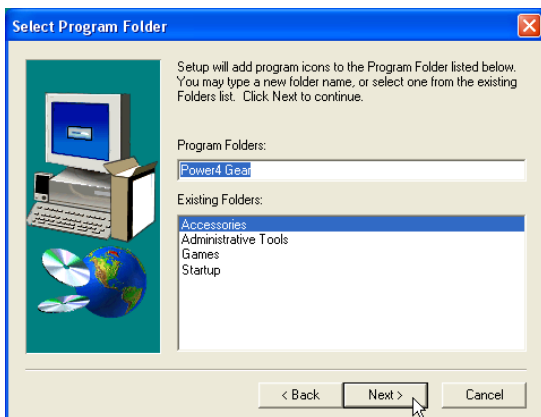 Select Program Folder
Setup will add program icons to the Program Folder listed below.
You may type a new folder name, or select one from the existing
Folders list. Click Next to continue.
Program Folders:
Power4 Gear
Existing Folders:
Accessories
Administrative Tools
Games
Startup
< Back
Next >
Cancel